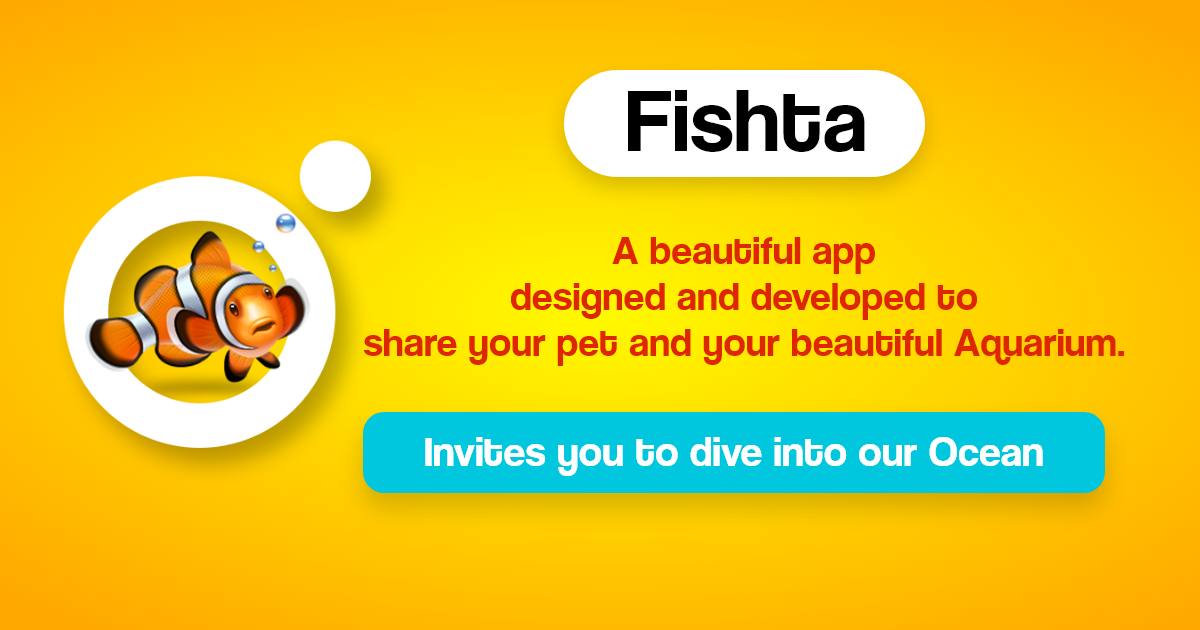 Fishta
A beautiful app
designed and developed to
share your pet and your beautiful Aquarium.
Invites you to dive into our Ocean